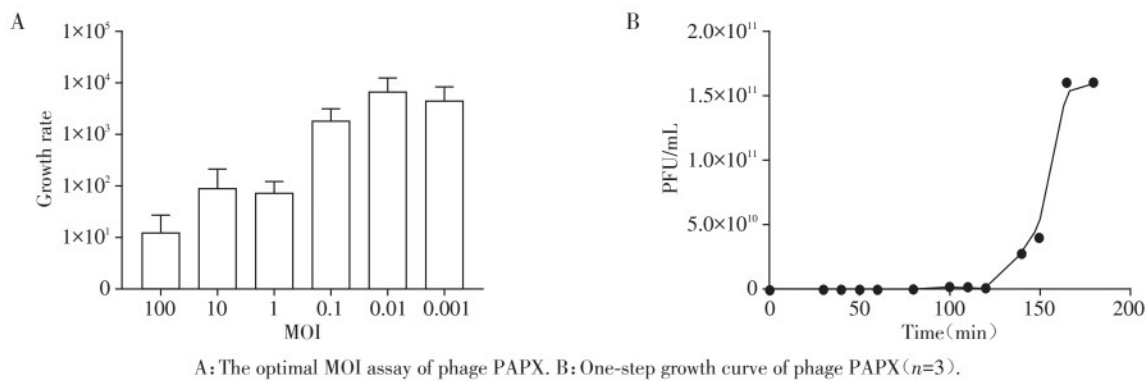 A
1×10⁵
1×10⁴
1×10³
1×10²
1×10¹
0
Growth rate
100 10 1 0.1 0.01 0.001
MOI
B
2.0×10¹¹
1.5×10¹¹
1.0×10¹¹
5.0×10¹⁰
0
PFU/mL
0 50 100 150 200
Time(min)
A: The optimal MOI assay of phage PAPX. B: One-step growth curve of phage PAPX(n=3).